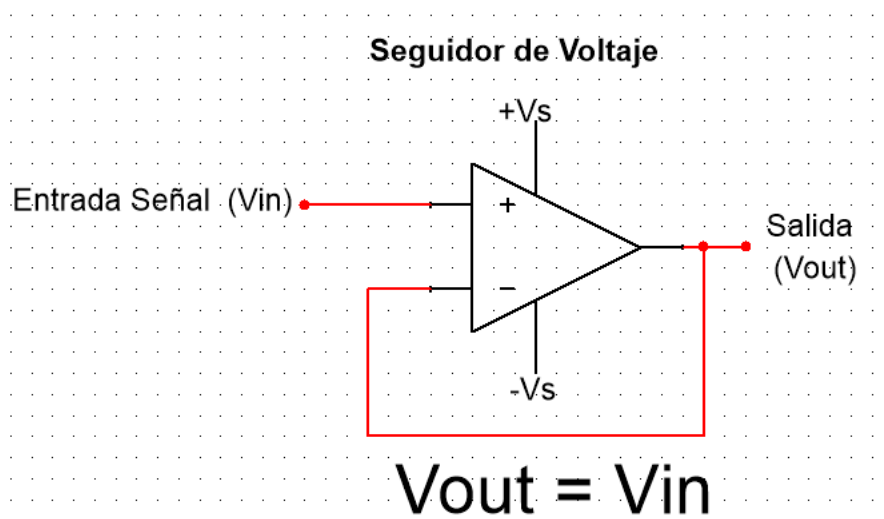 Seguidor de Voltaje
+Vs
Entrada Señal (Vin)
+
Salida
(Vout)
−
-Vs
Vout = Vin